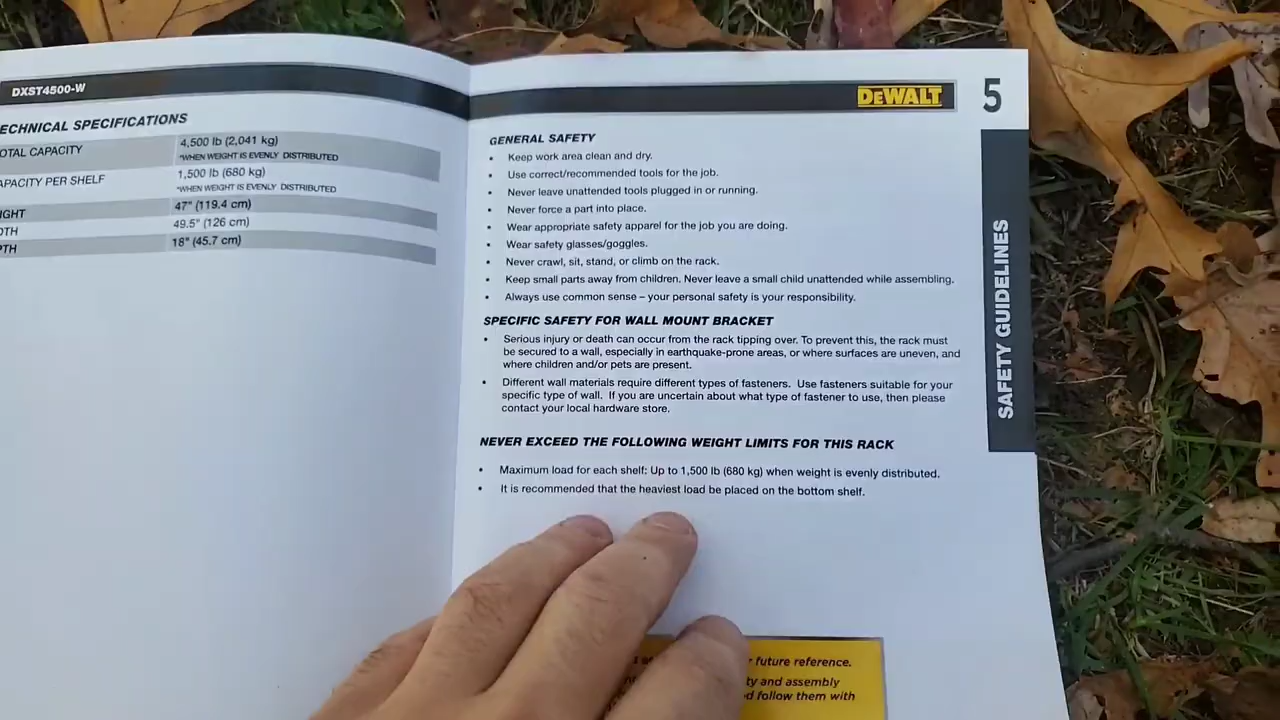 DXST4500-W
ECHNICAL SPECIFICATIONS
OTAL CAPACITY
4,500 lb (2,041 kg)
*WHEN WEIGHT IS EVENLY DISTRIBUTED
APACITY PER SHELF
1,500 lb (680 kg)
*WHEN WEIGHT IS EVENLY DISTRIBUTED
IGHT
47" (119.4 cm)
DTH
49.5" (126 cm)
PTH
18" (45.7 cm)
DEWALT
5
GENERAL SAFETY
• Keep work area clean and dry.
• Use correct/recommended tools for the job.
• Never leave unattended tools plugged in or running.
• Never force a part into place.
• Wear appropriate safety apparel for the job you are doing.
• Wear safety glasses/goggles.
• Never crawl, sit, stand, or climb on the rack.
• Keep small parts away from children. Never leave a small child unattended while assembling.
• Always use common sense – your personal safety is your responsibility.
SPECIFIC SAFETY FOR WALL MOUNT BRACKET
• Serious injury or death can occur from the rack tipping over. To prevent this, the rack must
be secured to a wall, especially in earthquake-prone areas, or where surfaces are uneven, and
where children and/or pets are present.
• Different wall materials require different types of fasteners. Use fasteners suitable for your
specific type of wall. If you are uncertain about what type of fastener to use, then please
contact your local hardware store.
NEVER EXCEED THE FOLLOWING WEIGHT LIMITS FOR THIS RACK
• Maximum load for each shelf: Up to 1,500 lb (680 kg) when weight is evenly distributed.
• It is recommended that the heaviest load be placed on the bottom shelf.
SAFETY GUIDELINES
future reference.
ty and assembly
d follow them with